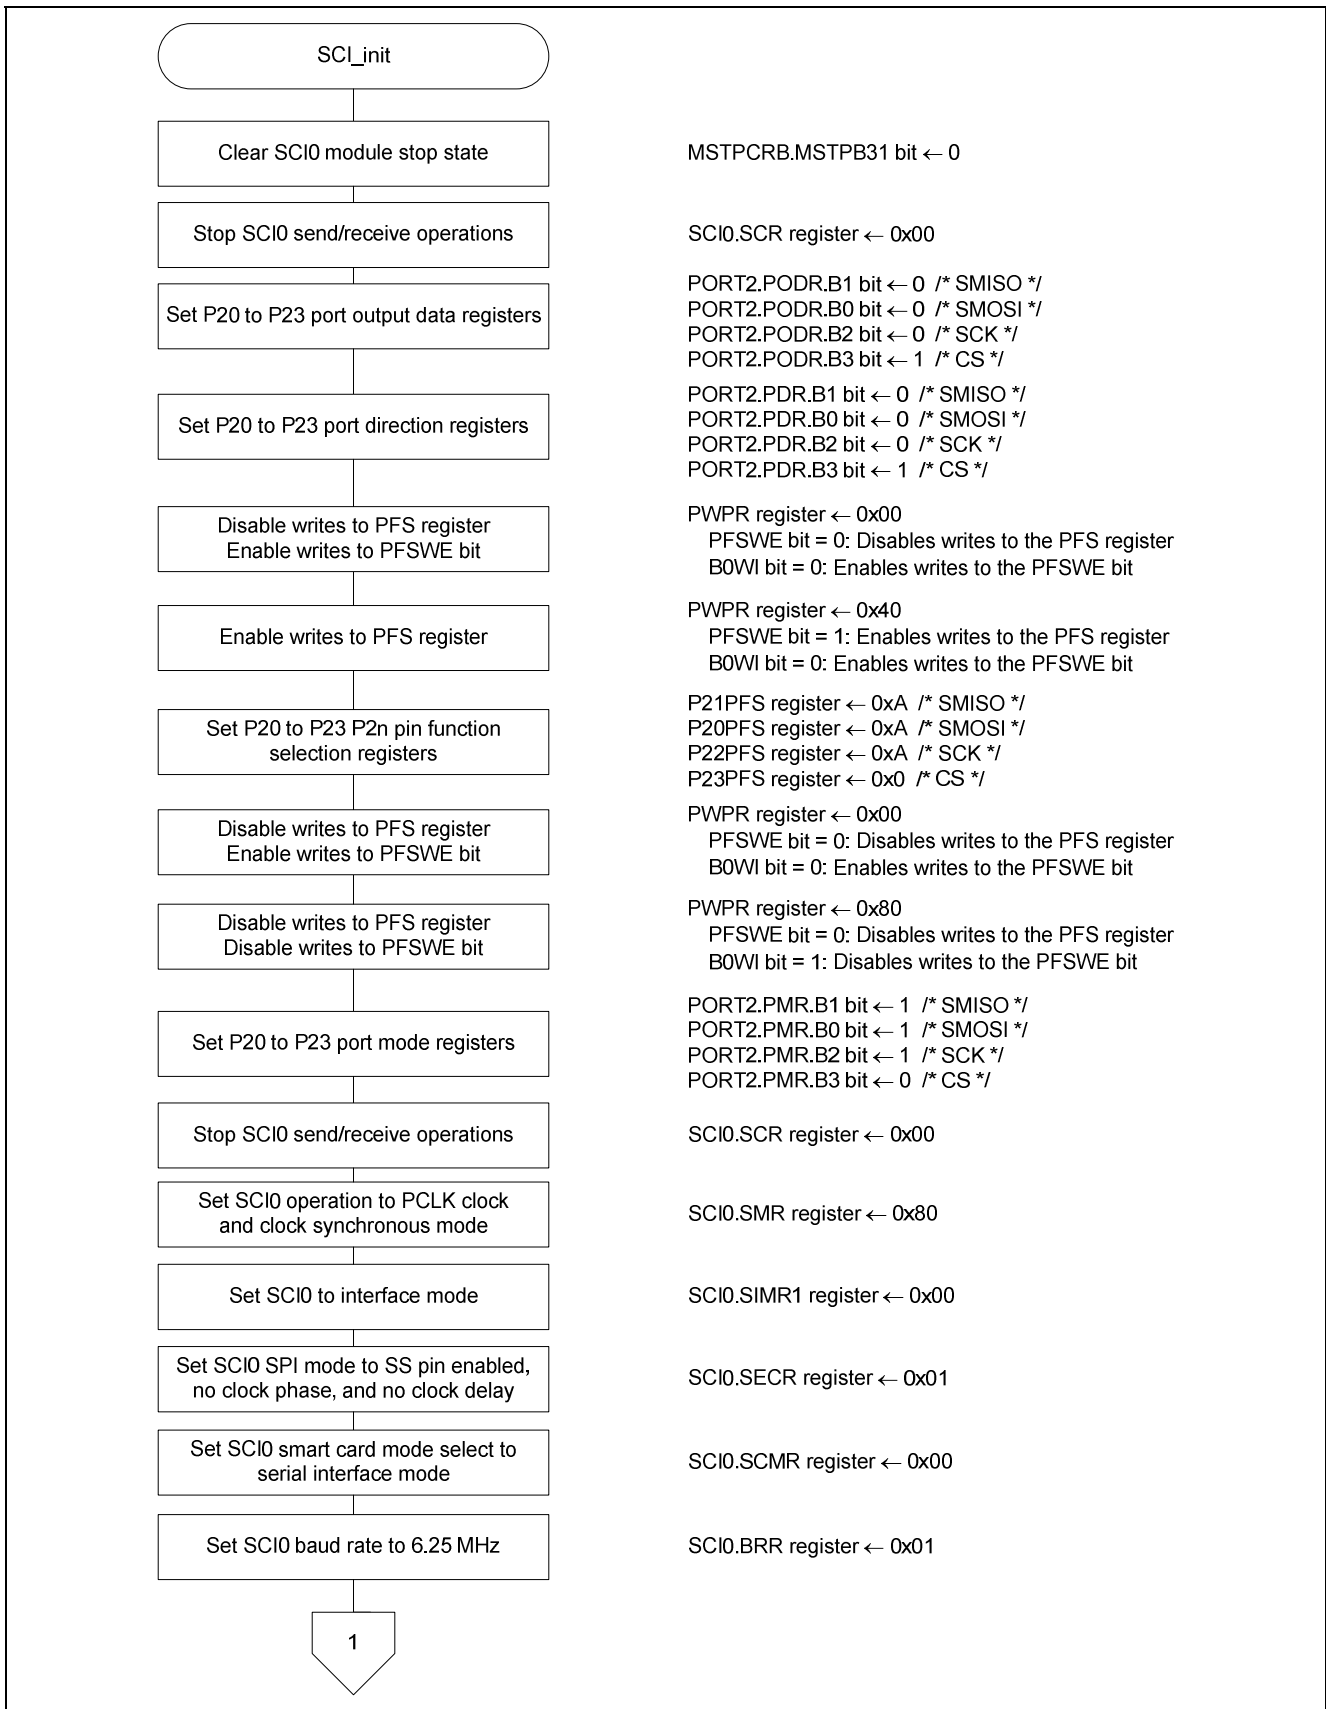 SCI_init
Clear SCI0 module stop state
MSTPCRB.MSTPB31 bit ← 0
Stop SCI0 send/receive operations
SCI0.SCR register ← 0x00
Set P20 to P23 port output data registers
PORT2.PODR.B1 bit ← 0 /* SMISO */
PORT2.PODR.B0 bit ← 0 /* SMOSI */
PORT2.PODR.B2 bit ← 0 /* SCK */
PORT2.PODR.B3 bit ← 1 /* CS */
Set P20 to P23 port direction registers
PORT2.PDR.B1 bit ← 0 /* SMISO */
PORT2.PDR.B0 bit ← 0 /* SMOSI */
PORT2.PDR.B2 bit ← 0 /* SCK */
PORT2.PDR.B3 bit ← 1 /* CS */
Disable writes to PFS register
Enable writes to PFSWE bit
PWPR register ← 0x00
PFSWE bit = 0: Disables writes to the PFS register
B0WI bit = 0: Enables writes to the PFSWE bit
Enable writes to PFS register
PWPR register ← 0x40
PFSWE bit = 1: Enables writes to the PFS register
B0WI bit = 0: Enables writes to the PFSWE bit
Set P20 to P23 P2n pin function
selection registers
P21PFS register ← 0xA /* SMISO */
P20PFS register ← 0xA /* SMOSI */
P22PFS register ← 0xA /* SCK */
P23PFS register ← 0x0 /* CS */
Disable writes to PFS register
Enable writes to PFSWE bit
PWPR register ← 0x00
PFSWE bit = 0: Disables writes to the PFS register
B0WI bit = 0: Enables writes to the PFSWE bit
Disable writes to PFS register
Disable writes to PFSWE bit
PWPR register ← 0x80
PFSWE bit = 0: Disables writes to the PFS register
B0WI bit = 1: Disables writes to the PFSWE bit
Set P20 to P23 port mode registers
PORT2.PMR.B1 bit ← 1 /* SMISO */
PORT2.PMR.B0 bit ← 1 /* SMOSI */
PORT2.PMR.B2 bit ← 1 /* SCK */
PORT2.PMR.B3 bit ← 0 /* CS */
Stop SCI0 send/receive operations
SCI0.SCR register ← 0x00
Set SCI0 operation to PCLK clock
and clock synchronous mode
SCI0.SMR register ← 0x80
Set SCI0 to interface mode
SCI0.SIMR1 register ← 0x00
Set SCI0 SPI mode to SS pin enabled,
no clock phase, and no clock delay
SCI0.SECR register ← 0x01
Set SCI0 smart card mode select to
serial interface mode
SCI0.SCMR register ← 0x00
Set SCI0 baud rate to 6.25 MHz
SCI0.BRR register ← 0x01
1